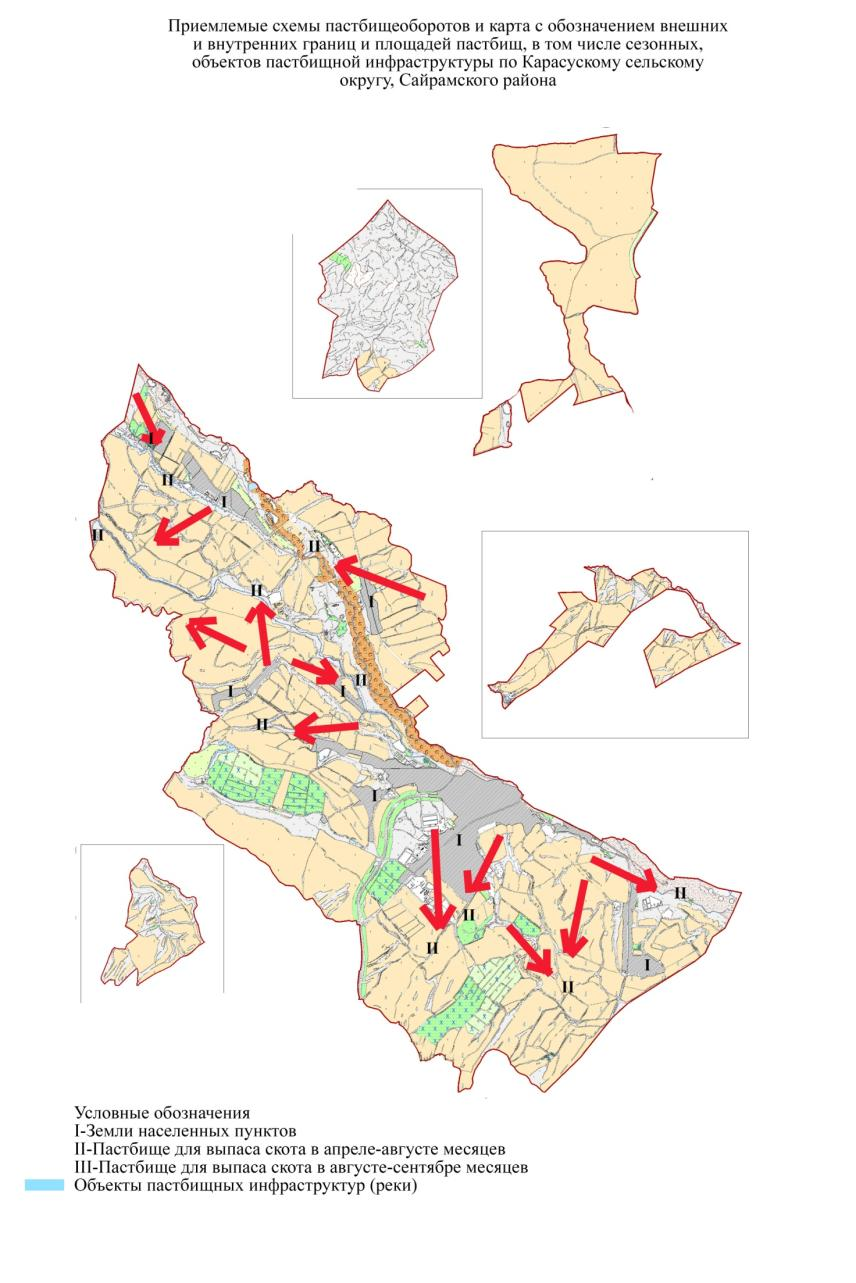 Приемлемые схемы пастбищеоборотов и карта с обозначением внешних
и внутренних границ и площадей пастбищ, в том числе сезонных,
объектов пастбищной инфраструктуры по Карасускому сельскому
округу, Сайрамского района
I
II
I
II
II
II
I
I
I
II
II
I
I
II
II
II
I
II
Условные обозначения
I-Земли населенных пунктов
II-Пастбище для выпаса скота в апреле-августе месяцев
III-Пастбище для выпаса скота в августе-сентябре месяцев
Объекты пастбищных инфраструктур (реки)